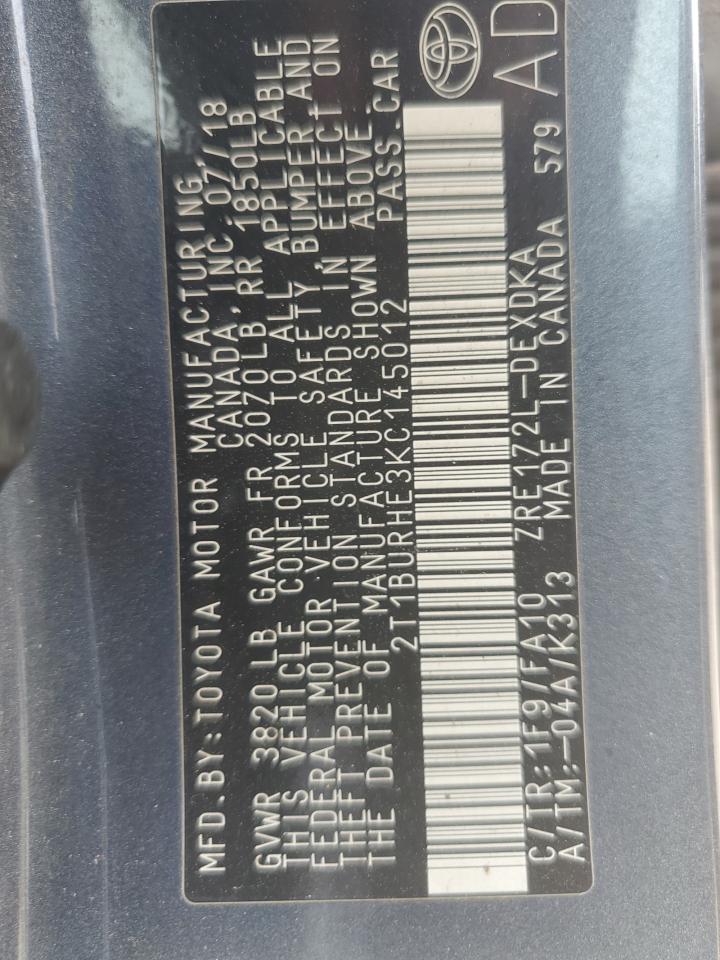 MFD.BY:TOYOTA MOTOR MANUFACTURING,
CANADA, INC. 07/18
GVWR 3820 LB GAWR FR 2070LB, RR 1850LB
THIS VEHICLE CONFORMS TO ALL APPLICABLE
FEDERAL MOTOR VEHICLE SAFETY, BUMPER, AND
THEFT PREVENTION STANDARDS IN EFFECT ON
THE DATE OF MANUFACTURE SHOWN ABOVE.
2T1BURHE3KC145012 PASS.CAR
C/TR:1F9/FA10 ZRE172L-DEXDKA 579
A/TM:-04A/K313 MADE IN CANADA
AD